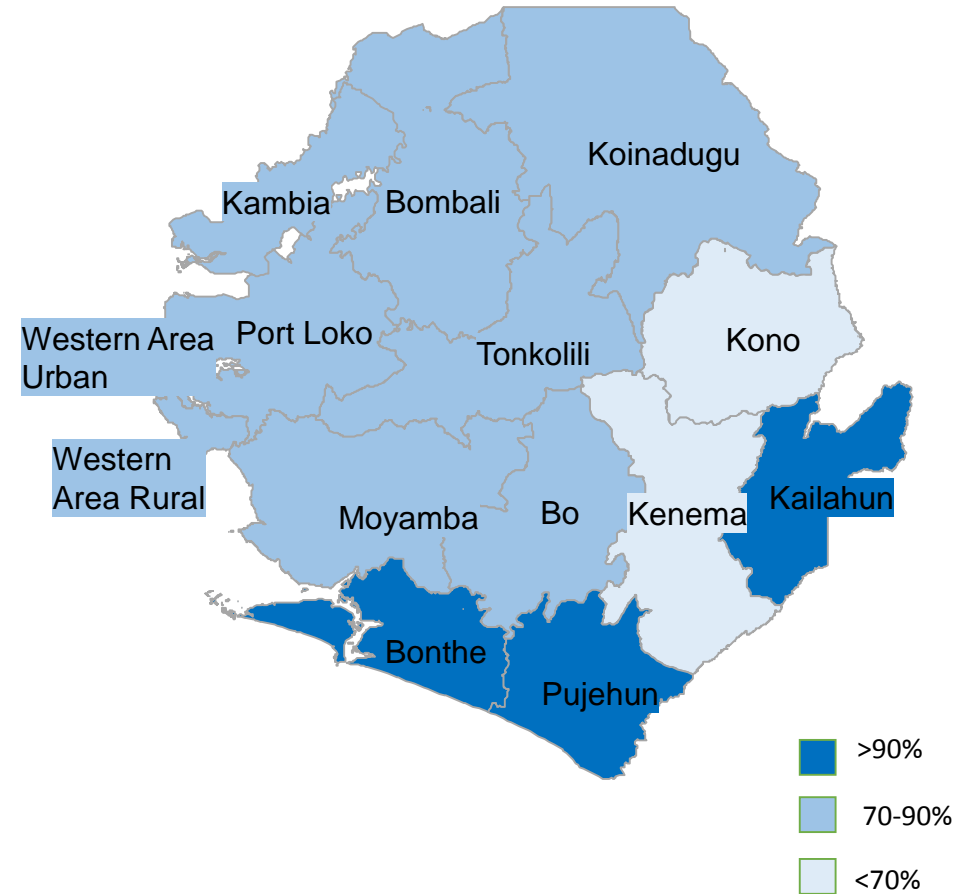 Koinadugu
Kambia
Bombali
Western Area
Urban
Port Loko
Tonkolili
Kono
Western
Area Rural
Moyamba
Bo
Kenema
Kailahun
Bonthe
Pujehun
>90%
70-90%
<70%